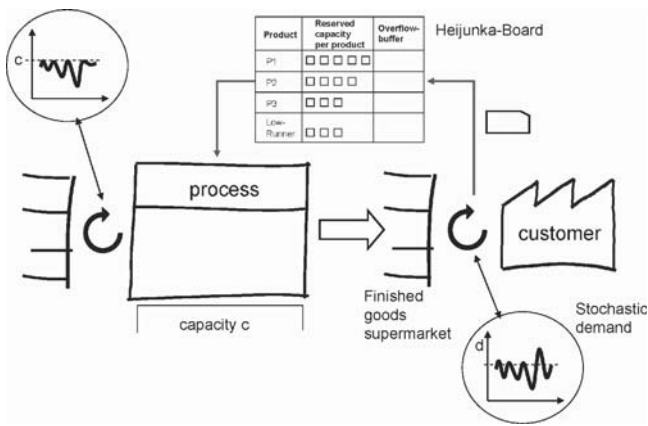 Product
Reserved
capacity
per product
Overflow-
buffer
Heijunka-Board
P1
P2
P3
Low-
Runner
c
process
customer
capacity c
Finished
goods
supermarket
Stochastic
demand
d